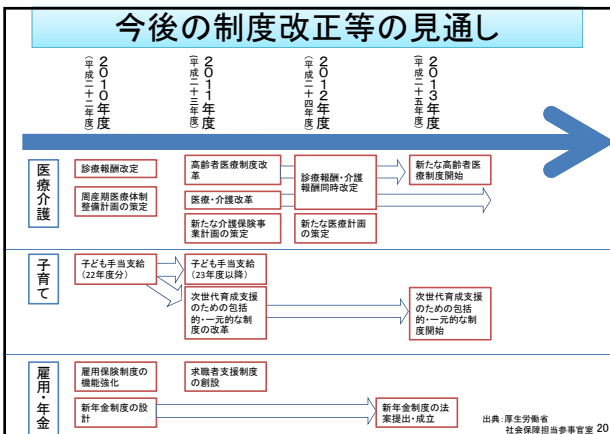 今後の制度改正等の見通し
2010年度
(平成二十二年度)
2011年度
(平成二十三年度)
2012年度
(平成二十四年度)
2013年度
(平成二十五年度)
医療介護
診療報酬改定
周産期医療体制
整備計画の策定
高齢者医療制度改
革
医療・介護改革
新たな介護保険事
業計画の策定
診療報酬・介護
報酬同時改定
新たな医療計画
の策定
新たな高齢者医
療制度開始
子育て
子ども手当支給
(22年度分)
子ども手当支給
(23年度以降)
次世代育成支援
のための包括
的・一元的な制
度の改革
次世代育成支援
のための包括
的・一元的な制
度開始
雇用・年金
雇用保険制度の
機能強化
新年金制度の設
計
求職者支援制度
の創設
新年金制度の法
案提出・成立
出典:厚生労働省
社会保障担当参事官室 20